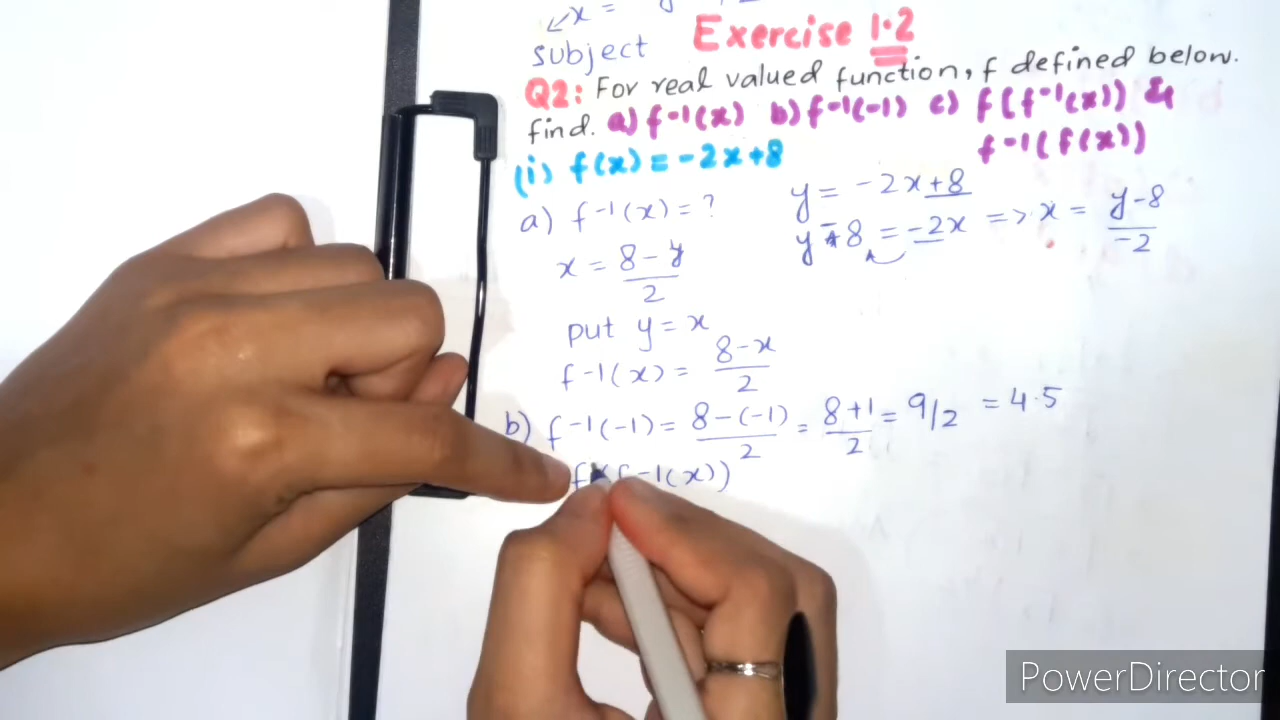 x =
subject
Exercise 1.2
Q2: For real valued function, f defined below.
find. a) f-1(x) b) f-1(-1) c) f(f-1(x)) &
f-1(f(x))
(i) f(x) = -2x+8
a) f-1(x) = ?
y = -2x+8
y-8 = -2x => x = y-8/-2
x = 8-y/2
put y = x
f-1(x) = 8-x/2
b) f-1(-1) = 8-(-1)/2 = 8+1/2 = 9/2 = 4.5
f(f-1(x))
PowerDirector